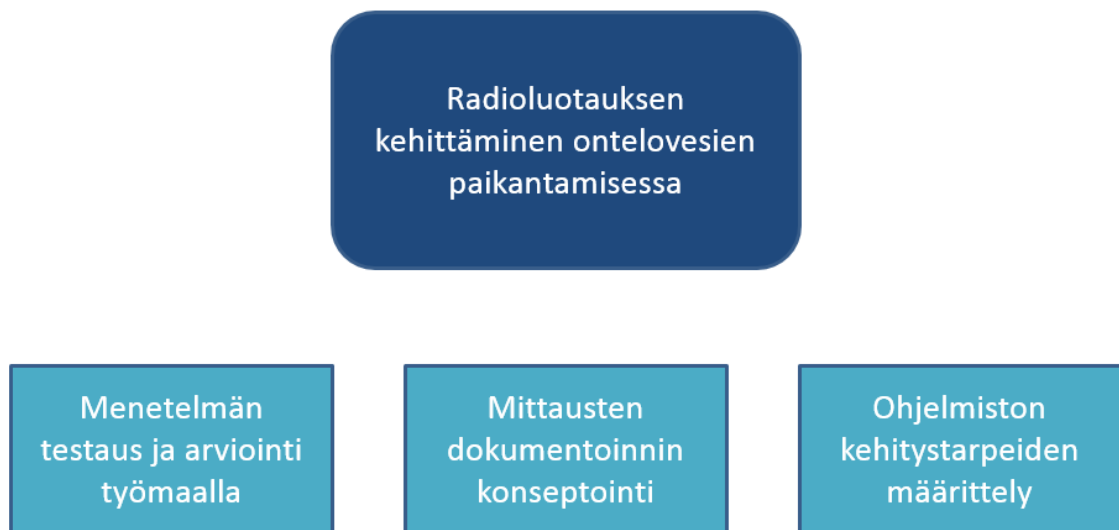 Radioluotauksen
kehittäminen ontelovesien
paikantamisessa
Menetelmän
testaus ja arviointi
työmaalla
Mittausten
dokumentoinnin
konseptointi
Ohjelmiston
kehitystarpeiden
määrittely